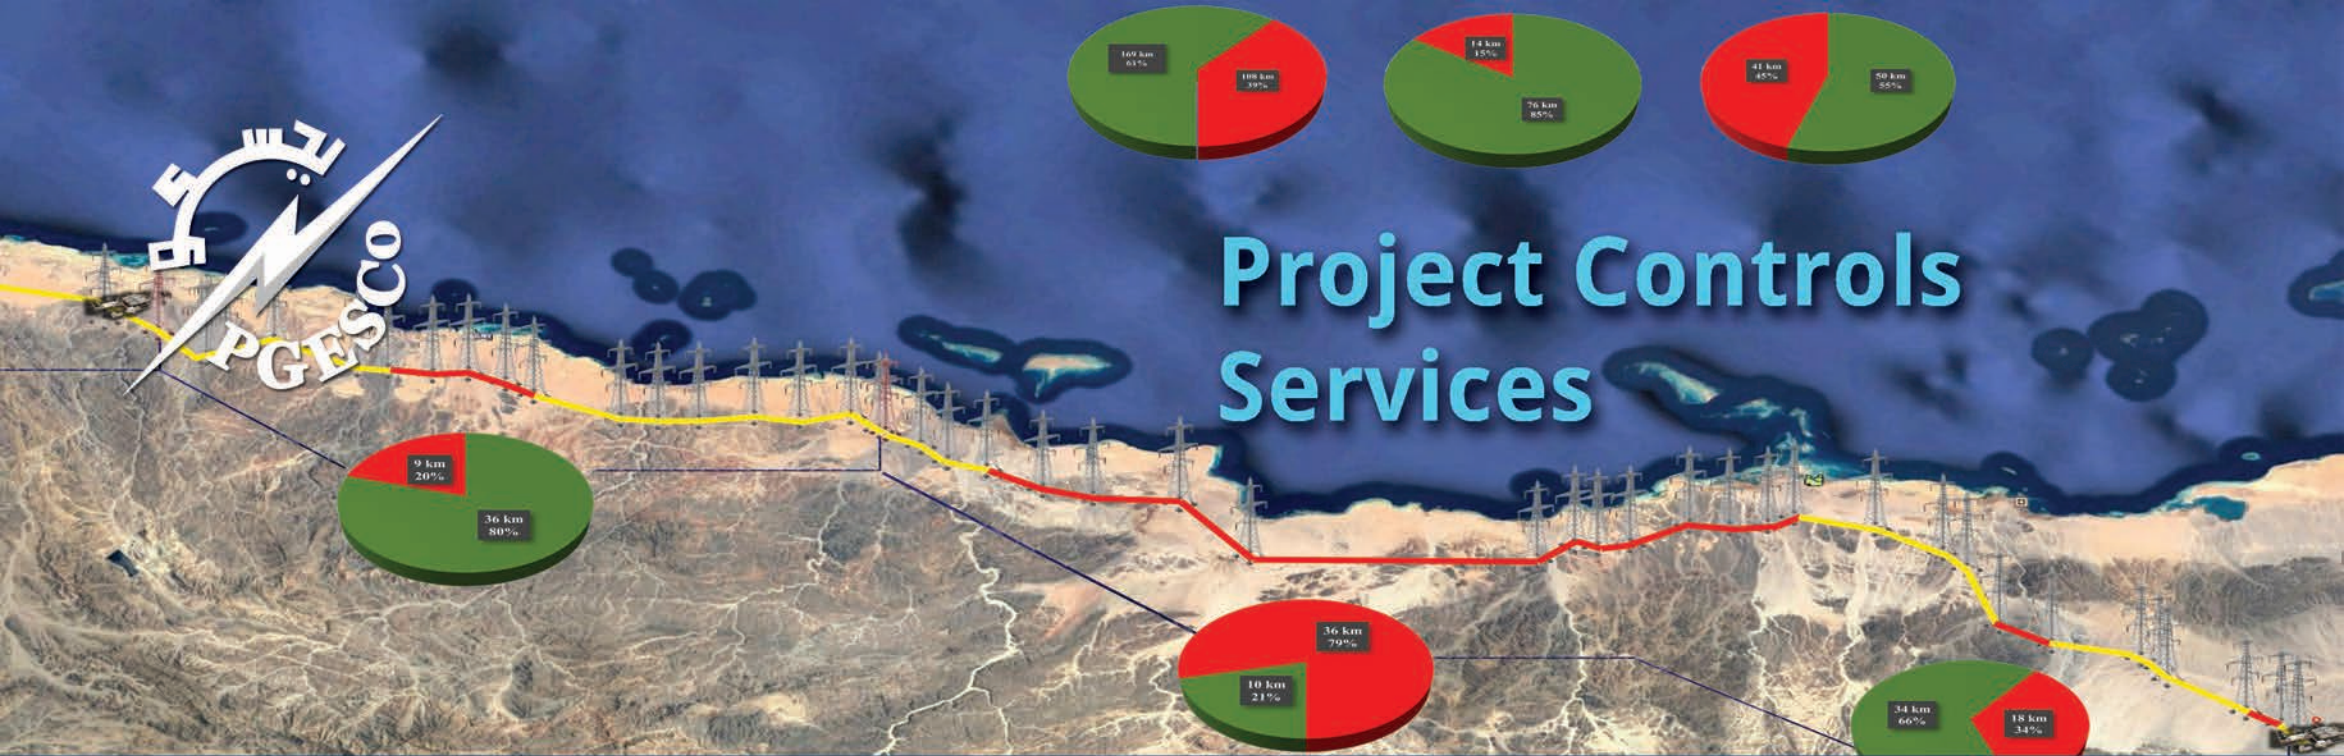 169 km
61%
108 km
39%
14 km
15%
76 km
85%
41 km
45%
50 km
55%
Project Controls
Services
PGESCO
9 km
20%
36 km
80%
36 km
79%
10 km
21%
34 km
66%
18 km
34%